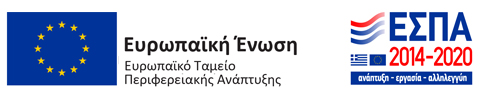 Ευρωπαϊκή Ένωση
Ευρωπαϊκό Ταμείο
Περιφερειακής Ανάπτυξης
ΕΣΠΑ
2014-2020
ανάπτυξη - εργασία - αλληλεγγύη